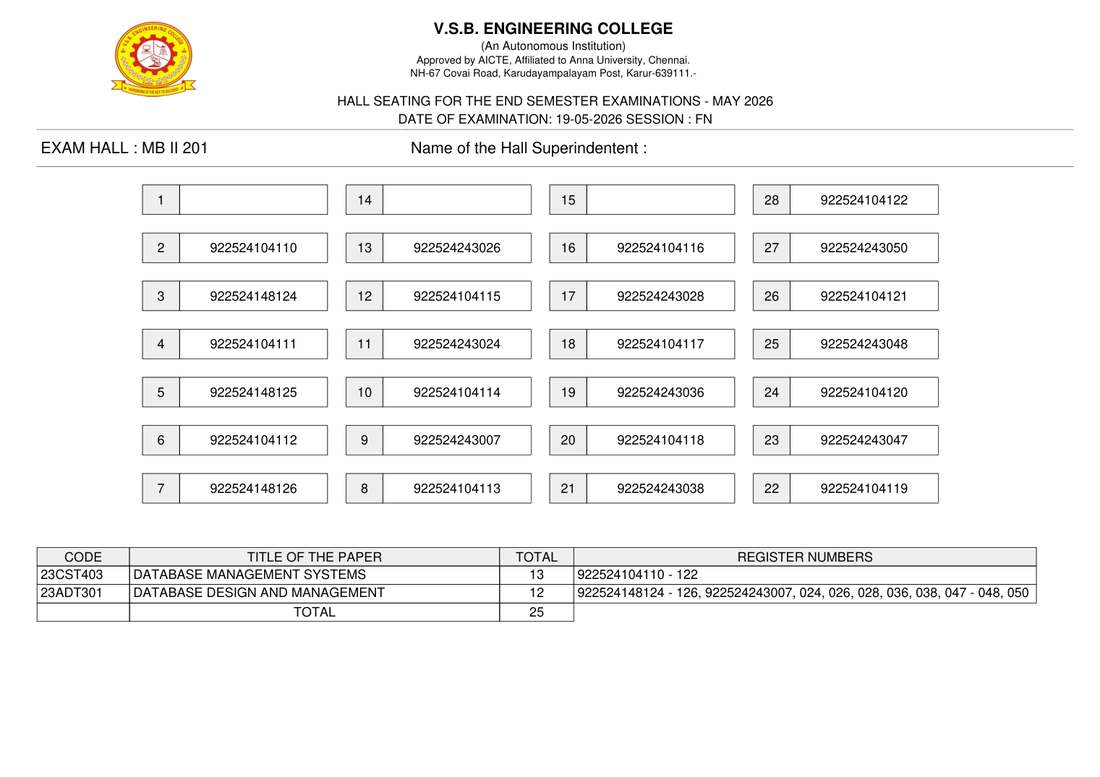 V.S.B. ENGINEERING COLLEGE
(An Autonomous Institution)
Approved by AICTE, Affiliated to Anna University, Chennai.
NH-67 Covai Road, Karudayampalayam Post, Karur-639111.-
HALL SEATING FOR THE END SEMESTER EXAMINATIONS - MAY 2026
DATE OF EXAMINATION: 19-05-2026 SESSION : FN
EXAM HALL : MB II 201 Name of the Hall Superindentent :
1 14 15 28 922524104122
2 922524104110 13 922524243026 16 922524104116 27 922524243050
3 922524148124 12 922524104115 17 922524243028 26 922524104121
4 922524104111 11 922524243024 18 922524104117 25 922524243048
5 922524148125 10 922524104114 19 922524243036 24 922524104120
6 922524104112 9 922524243007 20 922524104118 23 922524243047
7 922524148126 8 922524104113 21 922524243038 22 922524104119
CODE TITLE OF THE PAPER TOTAL REGISTER NUMBERS
23CST403 DATABASE MANAGEMENT SYSTEMS 13 922524104110 - 122
23ADT301 DATABASE DESIGN AND MANAGEMENT 12 922524148124 - 126, 922524243007, 024, 026, 028, 036, 038, 047 - 048, 050
TOTAL 25